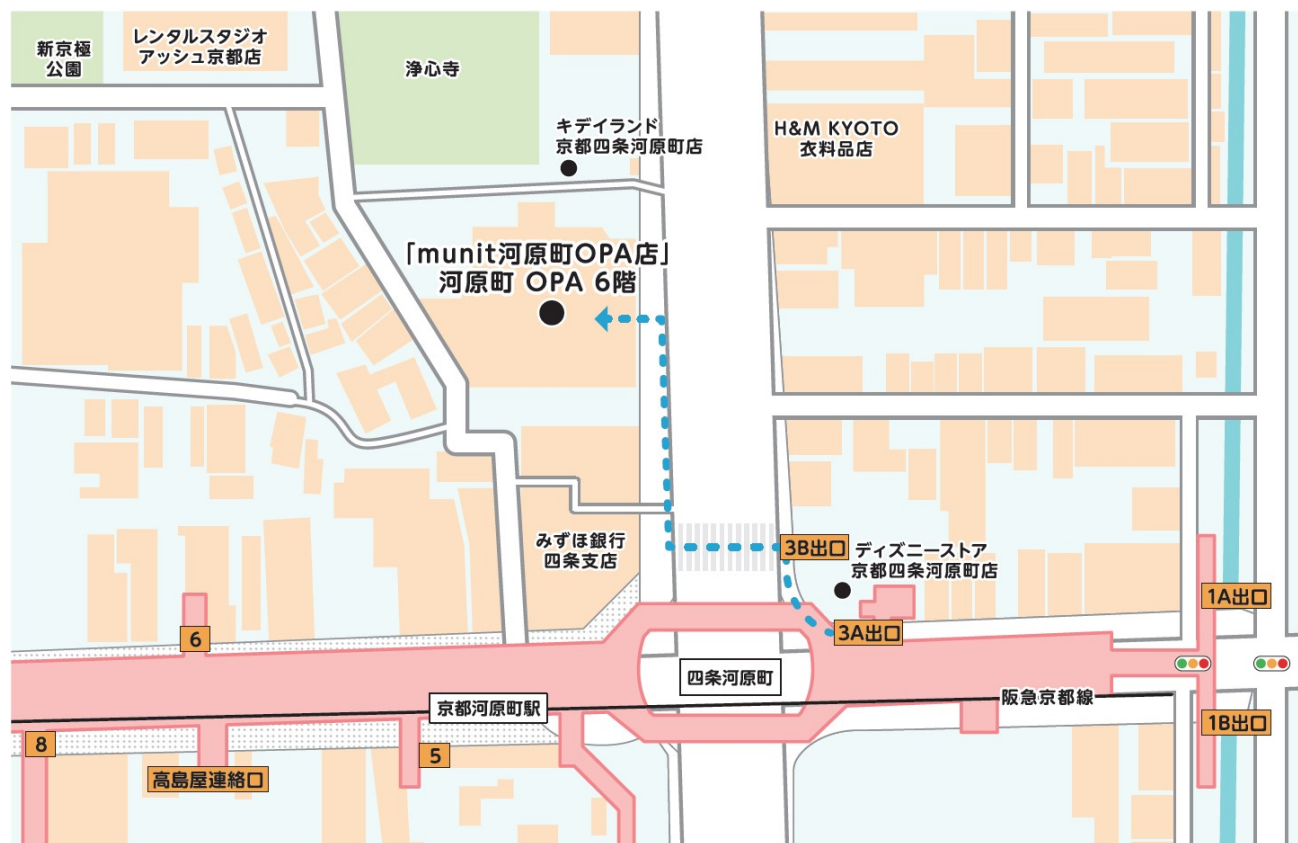 新京極
公園
レンタルスタジオ
アッシュ京都店
浄心寺
キデイランド
京都四条河原町店
H&M KYOTO
衣料品店
「munit河原町OPA店」
河原町 OPA 6階
みずほ銀行
四条支店
3B出口
ディズニーストア
京都四条河原町店
3A出口
1A出口
6
四条河原町
京都河原町駅
阪急京都線
1B出口
8
5
高島屋連絡口